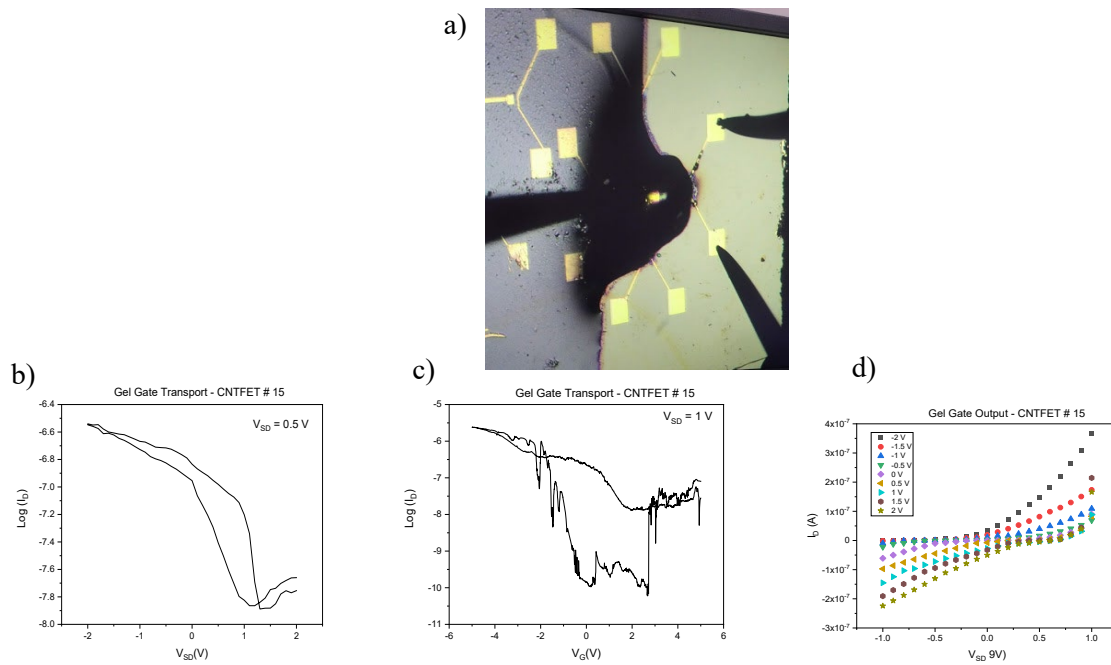 a)
b)
Gel Gate Transport - CNTFET # 15
V_SD = 0.5 V
Log (I_D)
-6.4
-6.6
-6.8
-7.0
-7.2
-7.4
-7.6
-7.8
-8.0
-2
-1
0
1
2
V_SD(V)
c)
Gel Gate Transport - CNTFET # 15
V_SD = 1 V
Log (I_D)
-5
-6
-7
-8
-9
-10
-11
-6
-4
-2
0
2
4
6
V_G(V)
d)
Gel Gate Output - CNTFET # 15
-2 V
-1.5 V
-1 V
-0.5 V
0 V
0.5 V
1 V
1.5 V
2 V
I_D (A)
4x10⁻⁷
3x10⁻⁷
2x10⁻⁷
1x10⁻⁷
0
-1x10⁻⁷
-2x10⁻⁷
-3x10⁻⁷
-1.0
-0.5
0.0
0.5
1.0
V_SD 9V)